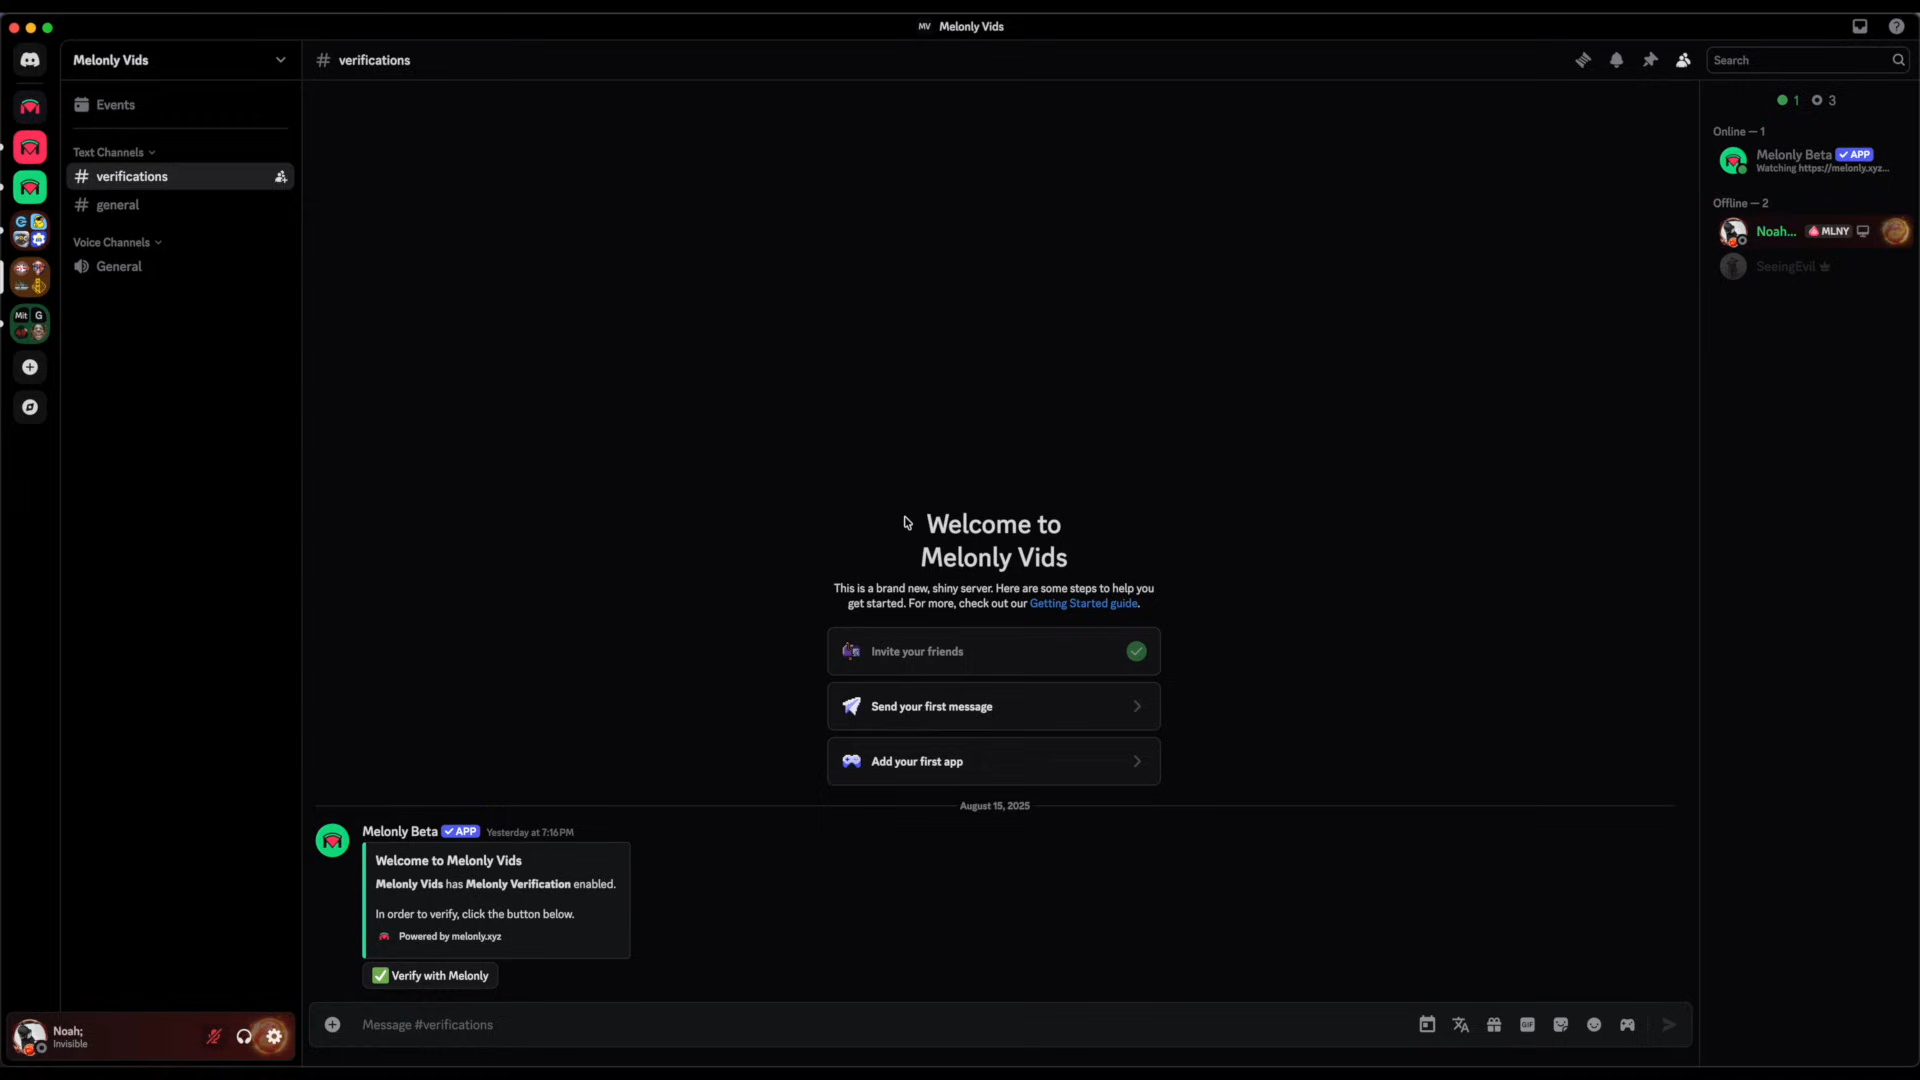 MV Melonly Vids
Melonly Vids
Events
Text Channels
verifications
general
Voice Channels
General
Mit G
Noah;
Invisible
# verifications
Search
Welcome to
Melonly Vids
This is a brand new, shiny server. Here are some steps to help you
get started. For more, check out our Getting Started guide.
Invite your friends
Send your first message
Add your first app
August 15, 2025
Melonly Beta APP Yesterday at 7:16 PM
Welcome to Melonly Vids
Melonly Vids has Melonly Verification enabled.
In order to verify, click the button below.
Powered by melonly.xyz
Verify with Melonly
Message #verifications
GIF
1 3
Online — 1
Melonly Beta APP
Watching https://melonly.xyz...
Offline — 2
Noah... MLNY
SeeingEvil